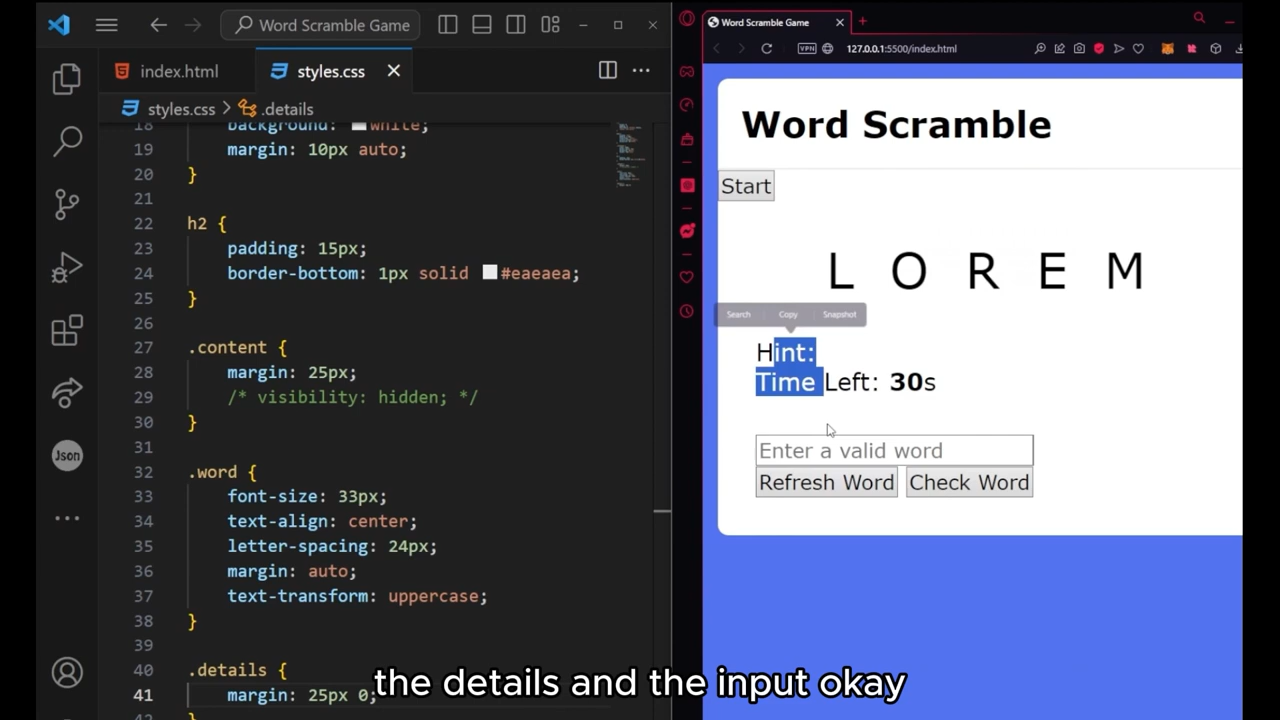 Word Scramble Game
index.html
styles.css
styles.css > .details
18 background: white;
19 margin: 10px auto;
20 }
21
22 h2 {
23 padding: 15px;
24 border-bottom: 1px solid #eaeaea;
25 }
26
27 .content {
28 margin: 25px;
29 /* visibility: hidden; */
30 }
31
32 .word {
33 font-size: 33px;
34 text-align: center;
35 letter-spacing: 24px;
36 margin: auto;
37 text-transform: uppercase;
38 }
39
40 .details {
41 margin: 25px 0;
42 }
Json
Word Scramble Game
VPN
127.0.0.1:5500/index.html
Word Scramble
Start
L O R E M
Search Copy Snapshot
Hint:
Time Left: 30s
Enter a valid word
Refresh Word Check Word
the details and the input okay